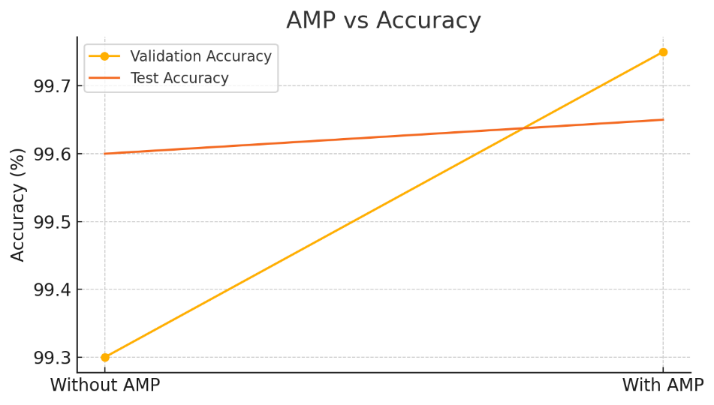 AMP vs Accuracy
Validation Accuracy
Test Accuracy
Accuracy (%)
99.7
99.6
99.5
99.4
99.3
Without AMP
With AMP